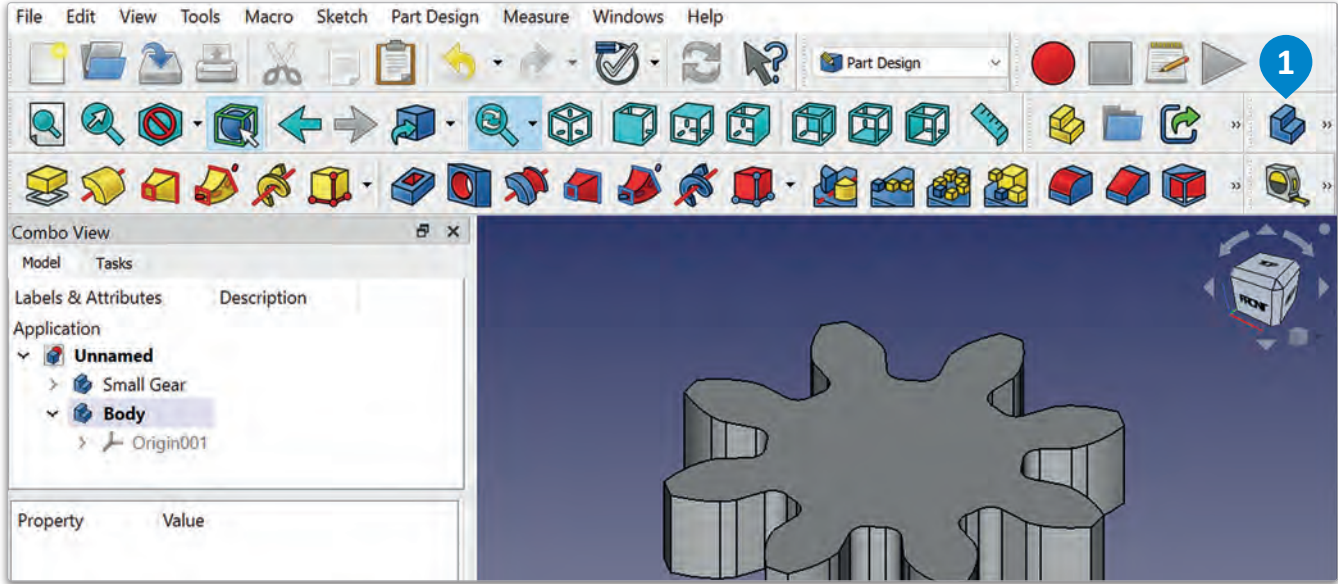 File Edit View Tools Macro Sketch Part Design Measure Windows Help
Part Design
1
Combo View
Model Tasks
Labels & Attributes Description
Application
Unnamed
Small Gear
Body
Origin001
Property Value
FRONT